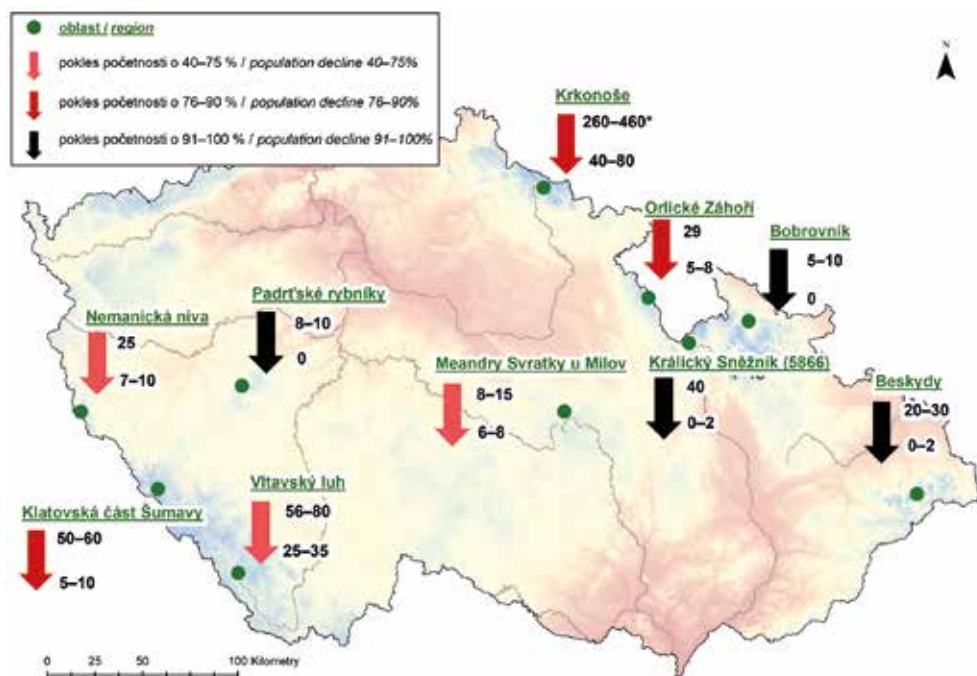 oblast / region
pokles početnosti o 40–75 % / population decline 40–75%
pokles početnosti o 76–90 % / population decline 76–90%
pokles početnosti o 91–100 % / population decline 91–100%
N
Krkonoše
260–460*
40–80
Orlické Záhoří
29
5–8
Bobrovník
5–10
0
Padrťské rybníky
8–10
0
Nemanická niva
25
7–10
Meandry Svratky u Milov
8–15
6–8
Králický Sněžník (5866)
40
0–2
Beskydy
20–30
0–2
Vltavský luh
56–80
25–35
Klatovská část Šumavy
50–60
5–10
0 25 50 100 Kilometry